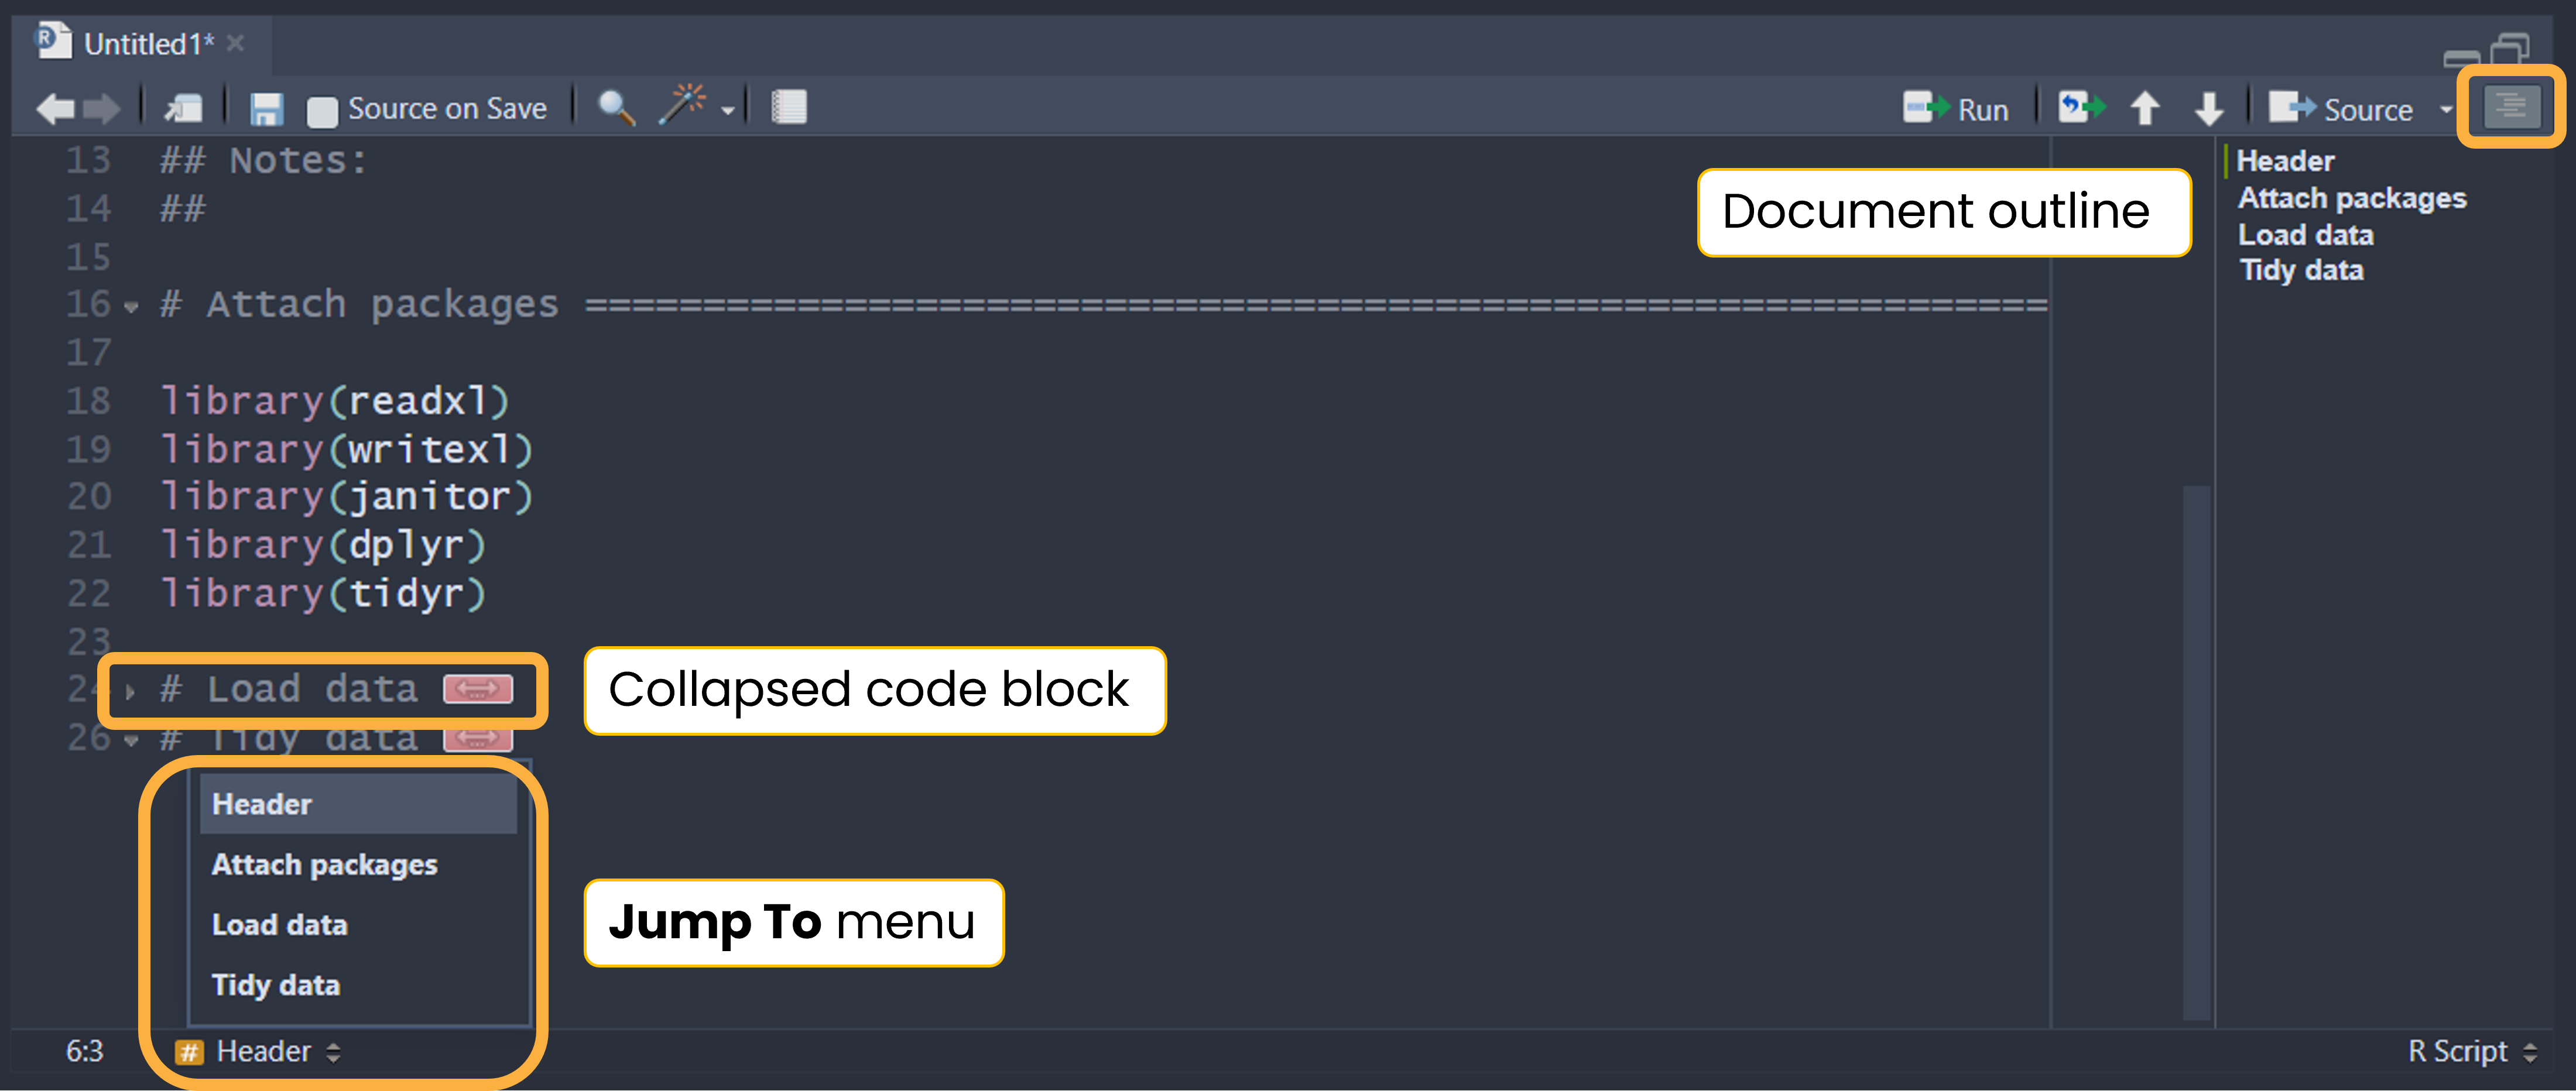 Untitled1*
Source on Save
Run
Source
13 ## Notes:
14 ##
15
16 # Attach packages ==============================================================
17
18 library(readxl)
19 library(writexl)
20 library(janitor)
21 library(dplyr)
22 library(tidyr)
23
24 # Load data
26 # Tidy data
Document outline
Header
Attach packages
Load data
Tidy data
Collapsed code block
Header
Attach packages
Load data
Tidy data
Jump To menu
6:3 # Header
R Script